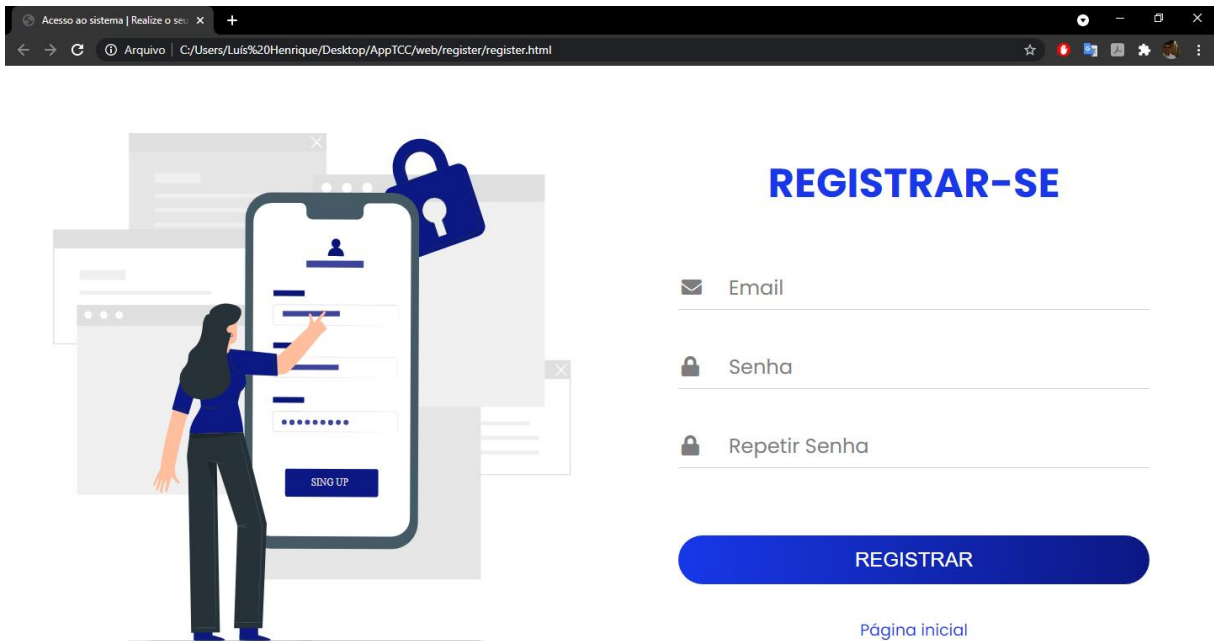 Acesso ao sistema | Realize o seu
Arquivo | C:/Users/Luís%20Henrique/Desktop/AppTCC/web/register/register.html
SING UP
REGISTRAR-SE
Email
Senha
Repetir Senha
REGISTRAR
Página inicial